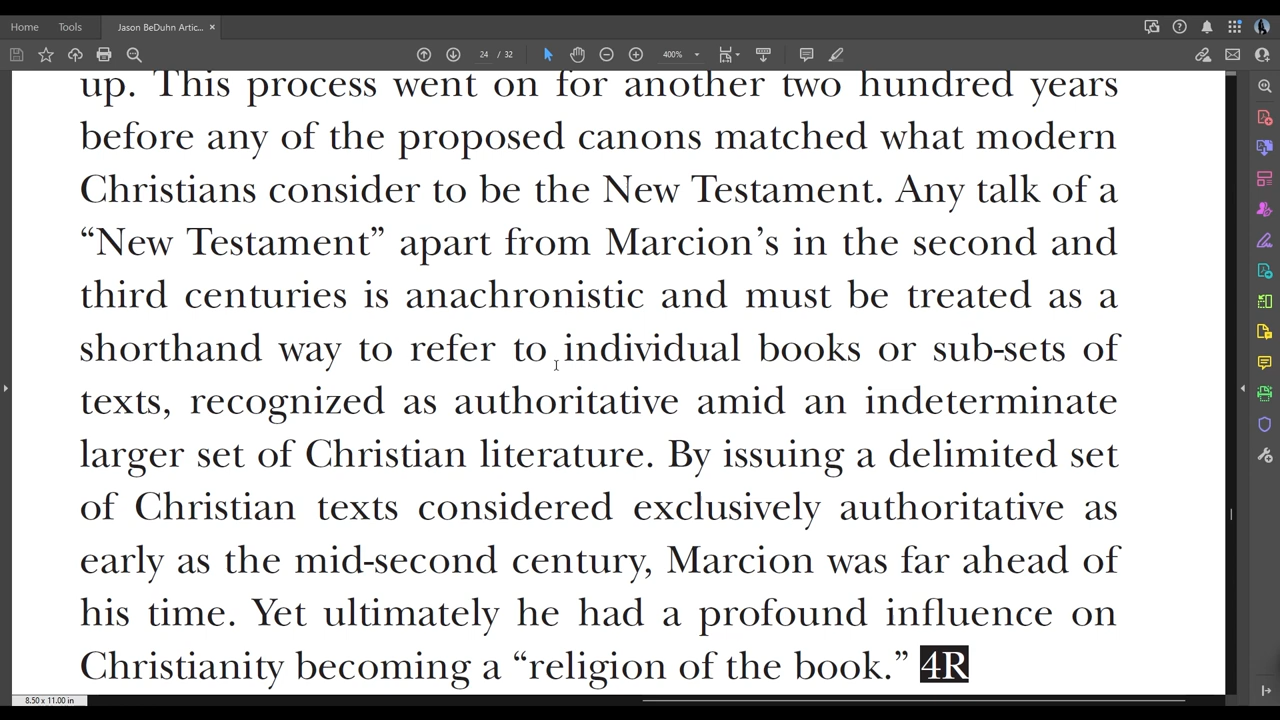 Home Tools Jason BeDuhn Artic... ×
24 / 32 400%
up. This process went on for another two hundred years
before any of the proposed canons matched what modern
Christians consider to be the New Testament. Any talk of a
“New Testament” apart from Marcion’s in the second and
third centuries is anachronistic and must be treated as a
shorthand way to refer to individual books or sub-sets of
texts, recognized as authoritative amid an indeterminate
larger set of Christian literature. By issuing a delimited set
of Christian texts considered exclusively authoritative as
early as the mid-second century, Marcion was far ahead of
his time. Yet ultimately he had a profound influence on
Christianity becoming a “religion of the book.” 4R
8.50 x 11.00 in